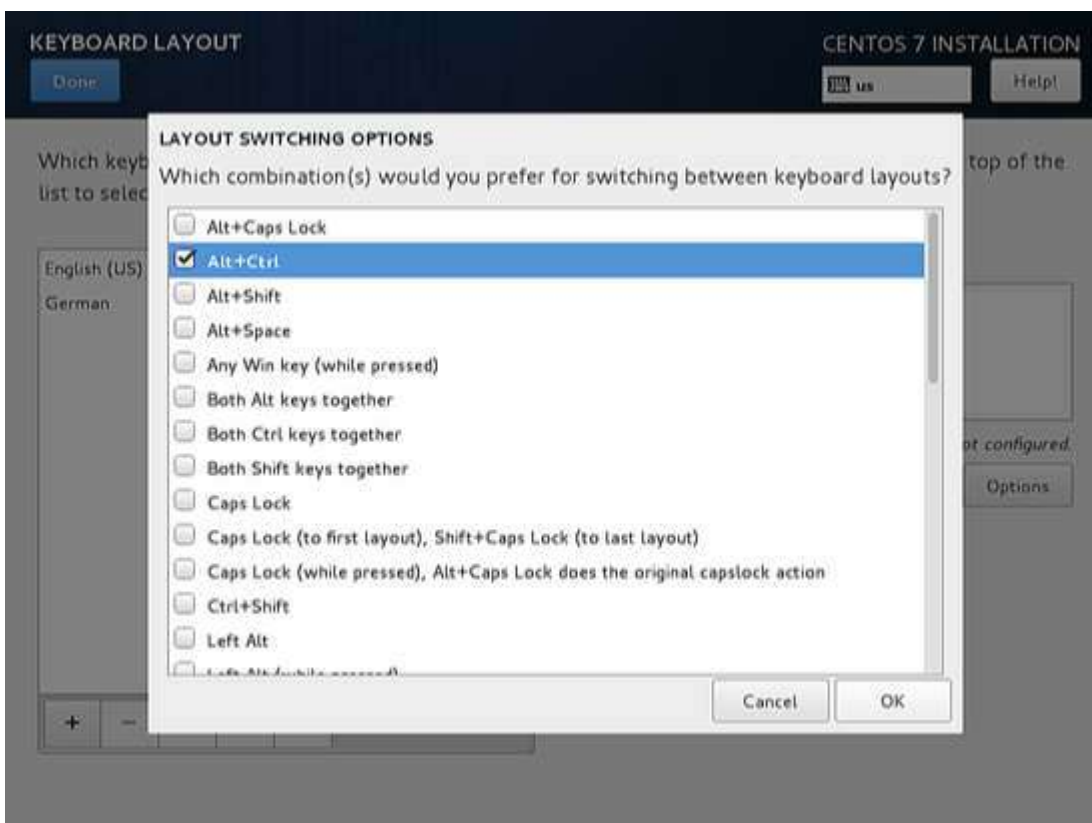 KEYBOARD LAYOUT
CENTOS 7 INSTALLATION
Done
us
Help!
LAYOUT SWITCHING OPTIONS
Which keyb
top of the
Which combination(s) would you prefer for switching between keyboard layouts?
list to selec
Alt+Caps Lock
English (US)
Alt+Ctrl
German
Alt+Shift
Alt+Space
Any Win key (while pressed)
Both Alt keys together
Both Ctrl keys together
ot configured.
Both Shift keys together
Options
Caps Lock
Caps Lock (to first layout), Shift+Caps Lock (to last layout)
Caps Lock (while pressed), Alt+Caps Lock does the original capslock action
Ctrl+Shift
Left Alt
Left Alt (while pressed)
Cancel
OK
+
−